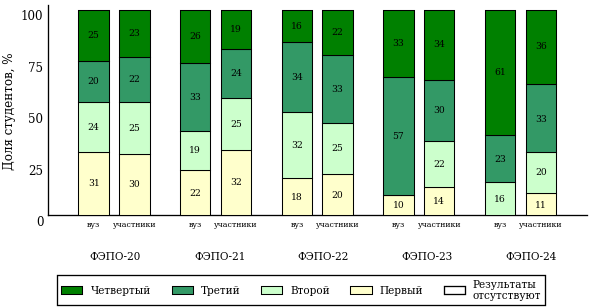 Доля студентов, %
100
75
50
25
0
25 23 26 19 16 22 33 34 61 36
20 22 33 24 34 33 57 30 23 33
24 25 19 25 32 25 22 16 20
31 30 22 32 18 20 10 14 11
вуз участники вуз участники вуз участники вуз участники вуз участники
ФЭПО-20 ФЭПО-21 ФЭПО-22 ФЭПО-23 ФЭПО-24
Четвертый Третий Второй Первый Результаты
отсутствуют